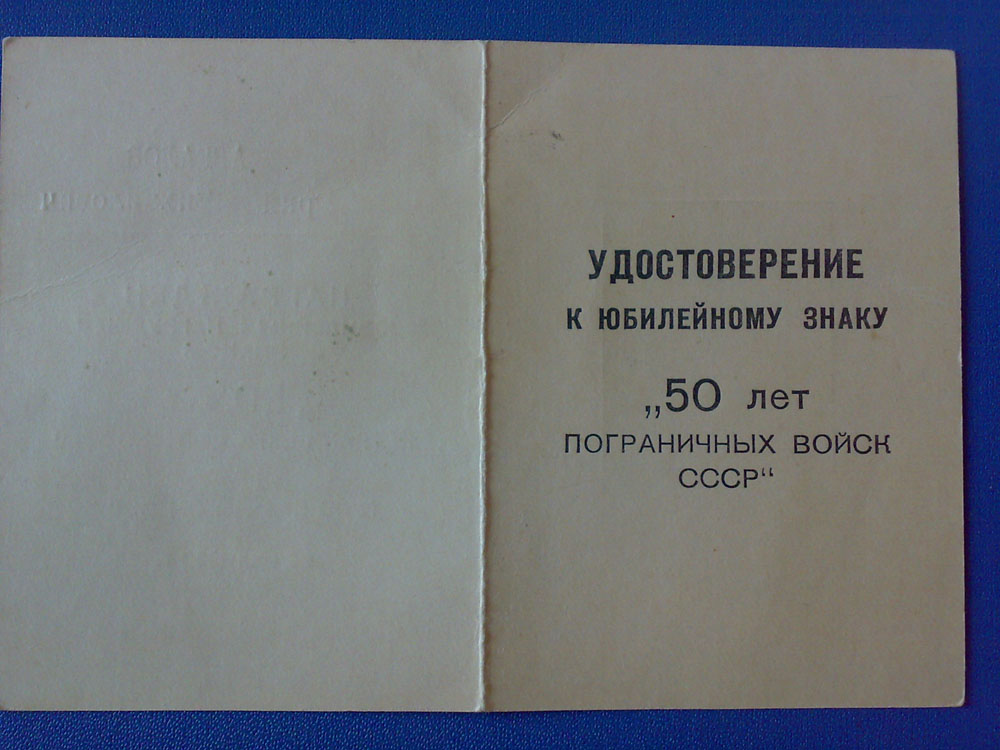 УДОСТОВЕРЕНИЕ
К ЮБИЛЕЙНОМУ ЗНАКУ
„50 лет
ПОГРАНИЧНЫХ ВОЙСК
СССР“